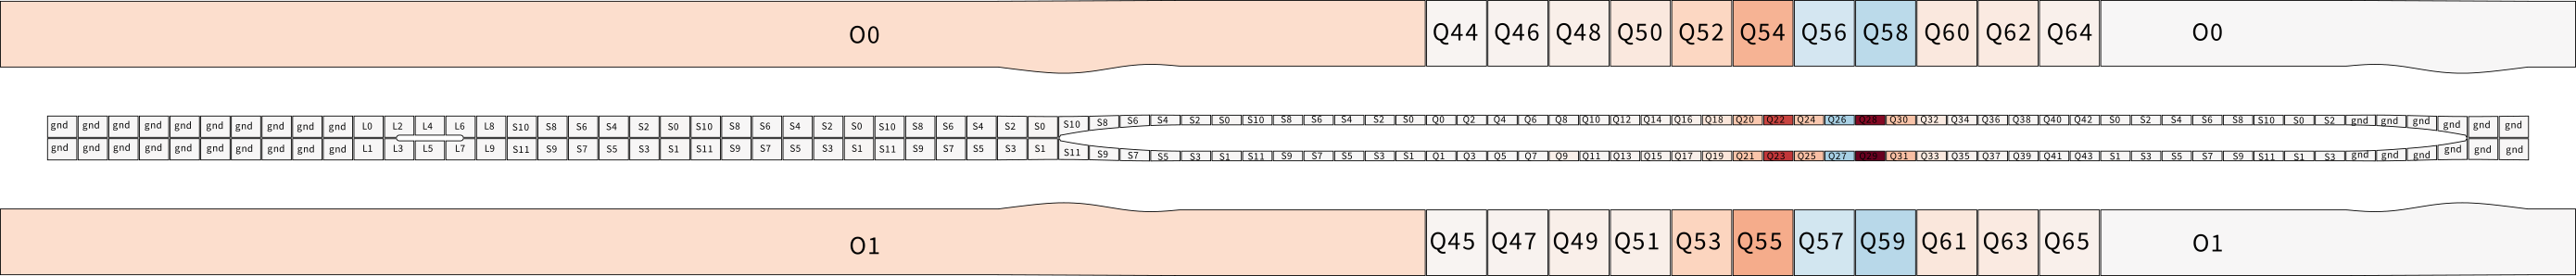 O0 Q44 Q46 Q48 Q50 Q52 Q54 Q56 Q58 Q60 Q62 Q64 O0
gnd gnd gnd gnd gnd gnd gnd gnd gnd gnd L0 L2 L4 L6 L8 S10 S8 S6 S4 S2 S0 S10 S8 S6 S4 S2 S0 S10 S8 S6 S4 S2 S0 S10 S8 S6 S4 S2 S0 S10 S8 S6 S4 S2 S0 Q0 Q2 Q4 Q6 Q8 Q10 Q12 Q14 Q16 Q18 Q20 Q22 Q24 Q26 Q28 Q30 Q32 Q34 Q36 Q38 Q40 Q42 S0 S2 S4 S6 S8 S10 S0 S2 gnd gnd gnd gnd gnd gnd
gnd gnd gnd gnd gnd gnd gnd gnd gnd gnd L1 L3 L5 L7 L9 S11 S9 S7 S5 S3 S1 S11 S9 S7 S5 S3 S1 S11 S9 S7 S5 S3 S1 S11 S9 S7 S5 S3 S1 S11 S9 S7 S5 S3 S1 Q1 Q3 Q5 Q7 Q9 Q11 Q13 Q15 Q17 Q19 Q21 Q23 Q25 Q27 Q29 Q31 Q33 Q35 Q37 Q39 Q41 Q43 S1 S3 S5 S7 S9 S11 S1 S3 gnd gnd gnd gnd gnd gnd
O1 Q45 Q47 Q49 Q51 Q53 Q55 Q57 Q59 Q61 Q63 Q65 O1